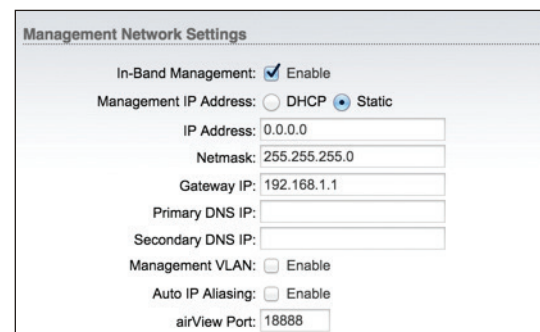 Management Network Settings
In-Band Management: Enable
Management IP Address: DHCP Static
IP Address: 0.0.0.0
Netmask: 255.255.255.0
Gateway IP: 192.168.1.1
Primary DNS IP:
Secondary DNS IP:
Management VLAN: Enable
Auto IP Aliasing: Enable
airView Port: 18888